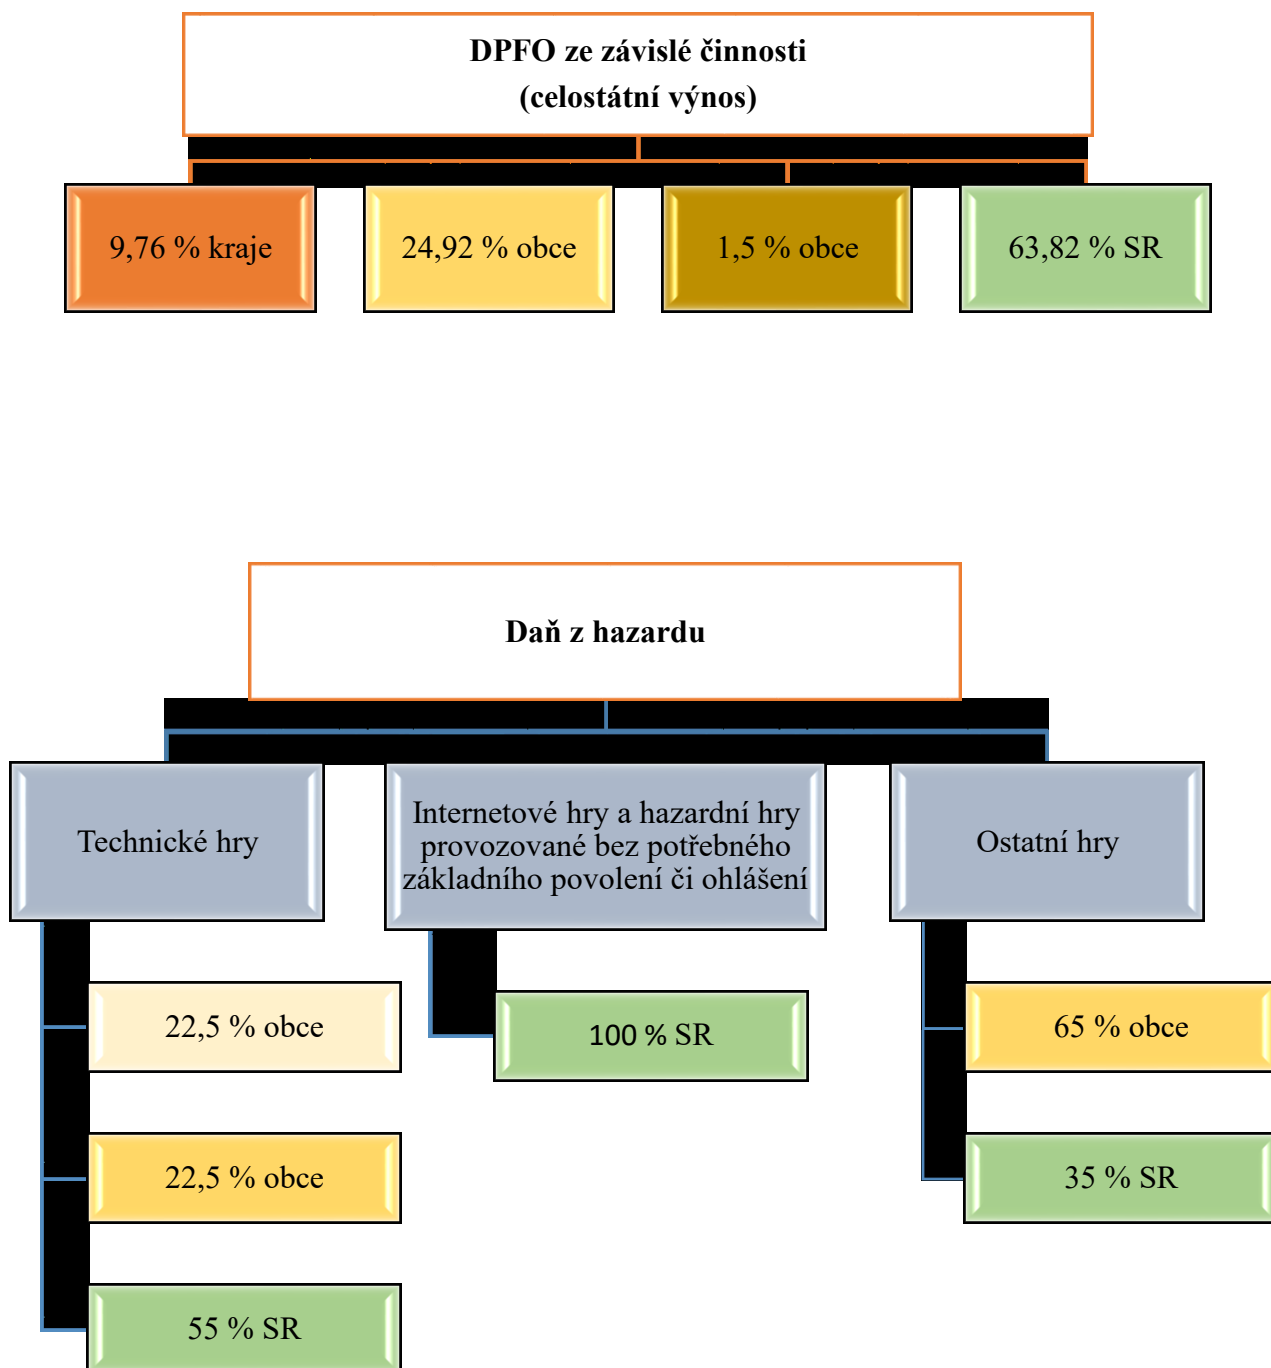 DPFO ze závislé činnosti
(celostátní výnos)
9,76 % kraje
24,92 % obce
1,5 % obce
63,82 % SR
Daň z hazardu
Technické hry
Internetové hry a hazardní hry
provozované bez potřebného
základního povolení či ohlášení
Ostatní hry
22,5 % obce
100 % SR
65 % obce
22,5 % obce
35 % SR
55 % SR